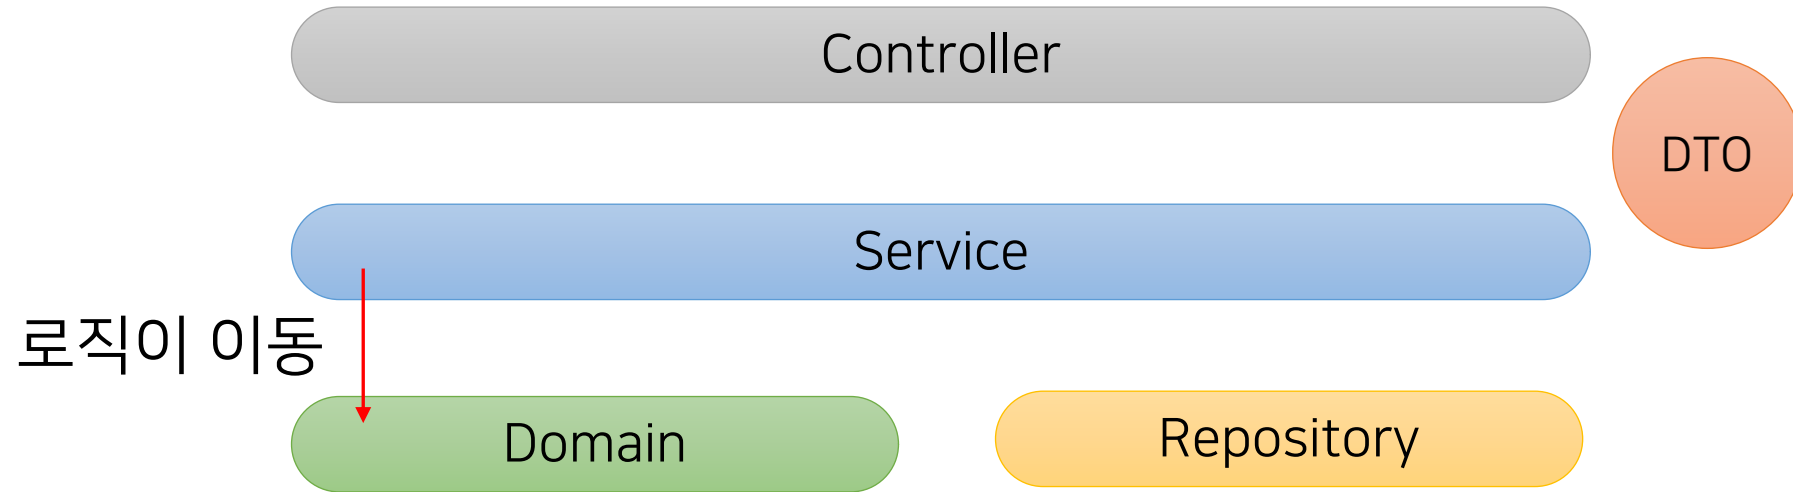 Controller
DTO
Service
로직이 이동
Domain
Repository